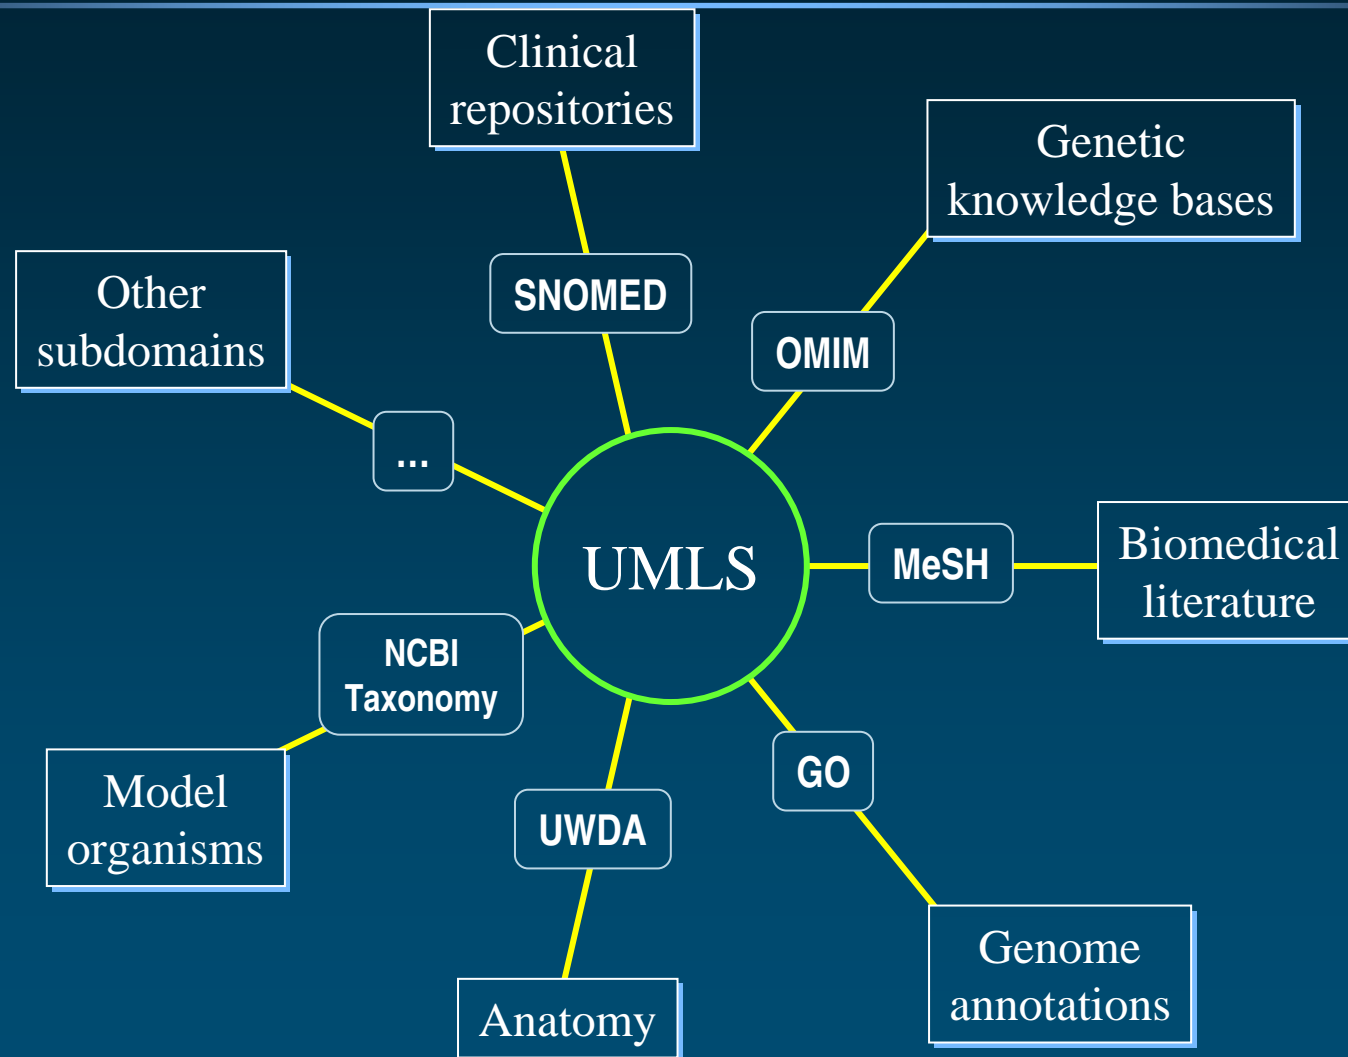 Clinical
repositories
Genetic
knowledge bases
SNOMED
Other
subdomains
OMIM
...
UMLS
MeSH
Biomedical
literature
NCBI
Taxonomy
GO
Model
organisms
UWDA
Genome
annotations
Anatomy